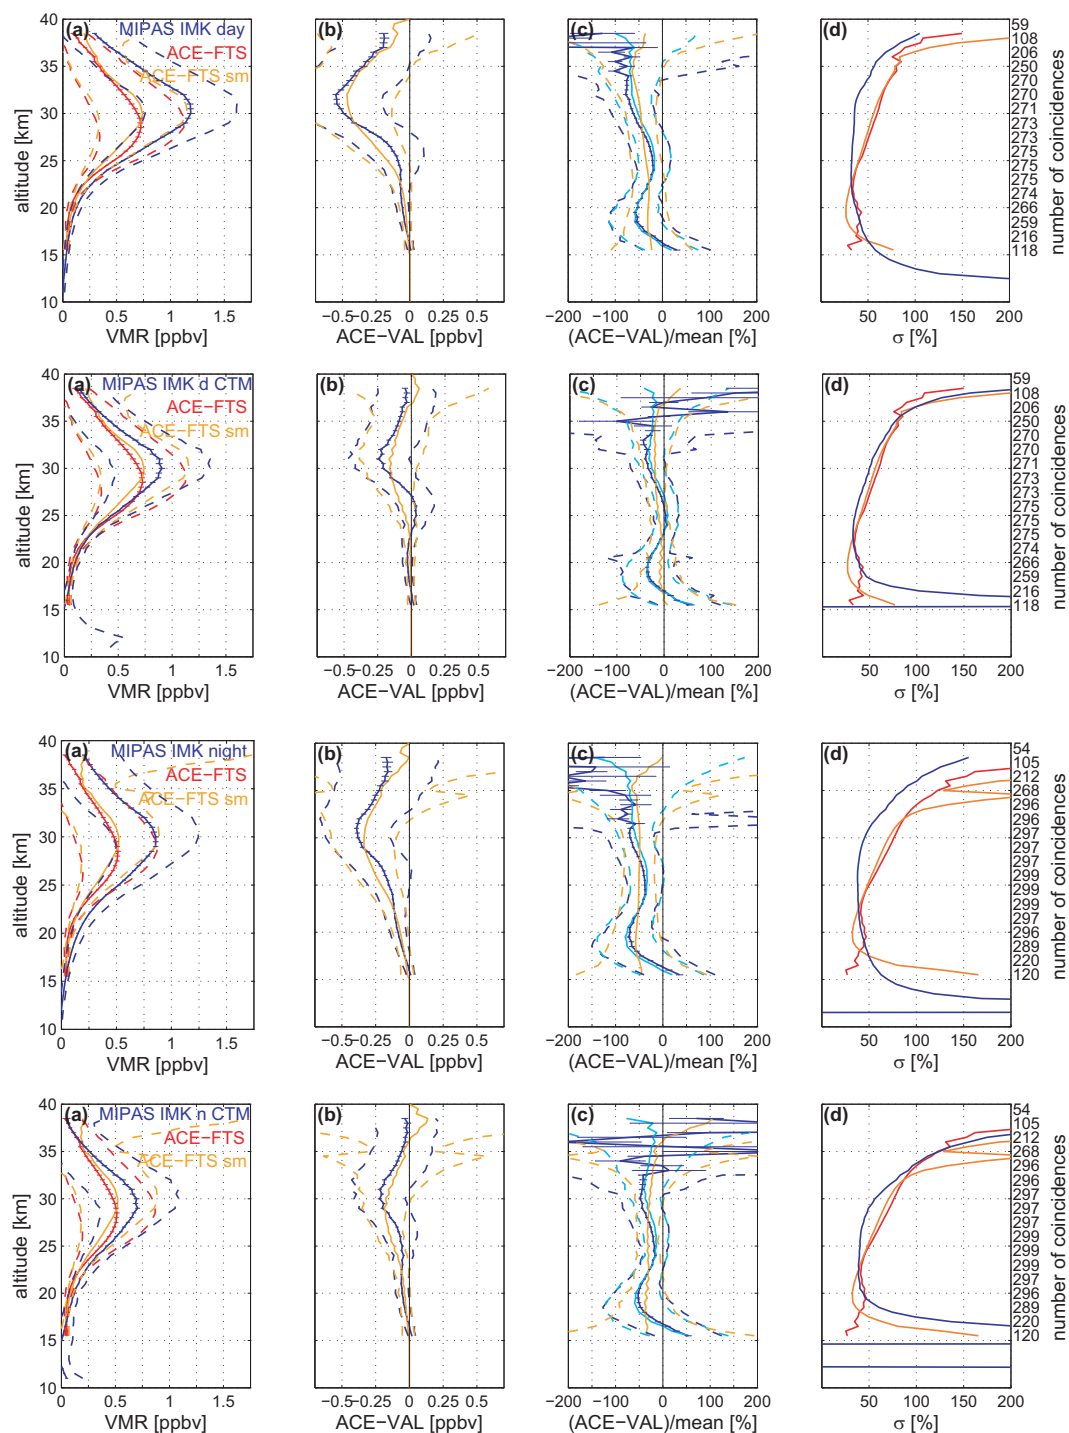 (a) MIPAS IMK day
ACE−FTS
ACE−FTS sm
40
35
30
25
20
15
10
altitude [km]
0 0.5 1 1.5
VMR [ppbv]
(b)
−0.5 −0.25 0 0.25 0.5
ACE−VAL [ppbv]
(c)
−200 −100 0 100 200
(ACE−VAL)/mean [%]
(d)
50 100 150 200
σ [%]
59
108
206
250
270
271
273
273
275
275
274
266
259
216
118
number of coincidences
(a) MIPAS IMK d CTM
ACE−FTS
ACE−FTS sm
40
35
30
25
20
15
10
altitude [km]
0 0.5 1 1.5
VMR [ppbv]
(b)
−0.5 −0.25 0 0.25 0.5
ACE−VAL [ppbv]
(c)
−200 −100 0 100 200
(ACE−VAL)/mean [%]
(d)
50 100 150 200
σ [%]
59
108
206
250
270
271
273
273
275
275
274
266
259
216
118
number of coincidences
(a) MIPAS IMK night
ACE−FTS
ACE−FTS sm
40
35
30
25
20
15
10
altitude [km]
0 0.5 1 1.5
VMR [ppbv]
(b)
−0.5 −0.25 0 0.25 0.5
ACE−VAL [ppbv]
(c)
−200 −100 0 100 200
(ACE−VAL)/mean [%]
(d)
50 100 150 200
σ [%]
54
105
212
268
296
296
297
297
299
299
297
296
289
220
120
number of coincidences
(a) MIPAS IMK n CTM
ACE−FTS
ACE−FTS sm
40
35
30
25
20
15
10
altitude [km]
0 0.5 1 1.5
VMR [ppbv]
(b)
−0.5 −0.25 0 0.25 0.5
ACE−VAL [ppbv]
(c)
−200 −100 0 100 200
(ACE−VAL)/mean [%]
(d)
50 100 150 200
σ [%]
54
105
212
268
296
296
297
297
299
299
297
296
289
220
120
number of coincidences